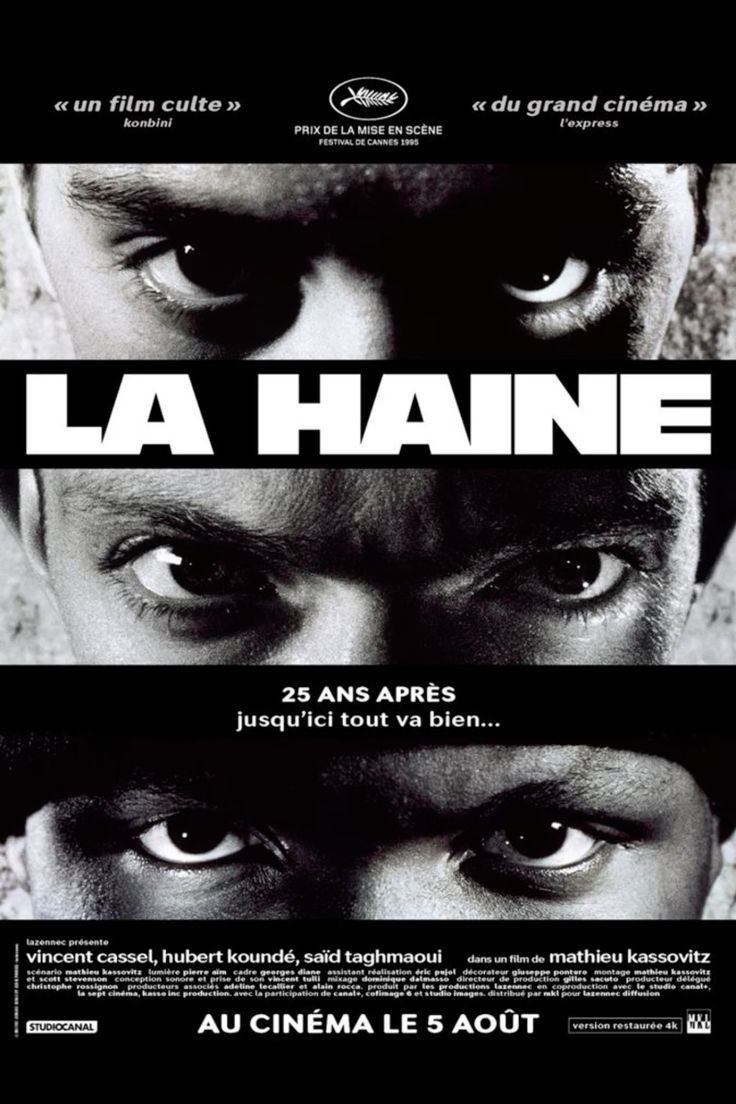 « un film culte »
konbini
PRIX DE LA MISE EN SCÈNE
FESTIVAL DE CANNES 1995
« du grand cinéma »
l'express
LA HAINE
25 ANS APRÈS
jusqu'ici tout va bien...
lazennec présente
vincent cassel, hubert koundé, saïd taghmaoui dans un film de mathieu kassovitz
scénario mathieu kassovitz lumière pierre aïm cadre georges diane assistant réalisation éric pujol décorateur giuseppe ponturo montage mathieu kassovitz
et scott stevenson conception sonore et prise de son vincent tulli mixage dominique dalmasso directeur de production gilles sacuto producteur délégué
christophe rossignon producteurs associés adeline lecallier et alain rocca. produit par les productions lazennec en coproduction avec le studio canal+,
la sept cinéma, kasso inc production. avec la participation de canal+, cofimage 6 et studio images. distribué par mkl pour lazennec diffusion
STUDIOCANAL
AU CINÉMA LE 5 AOÛT
version restaurée 4k